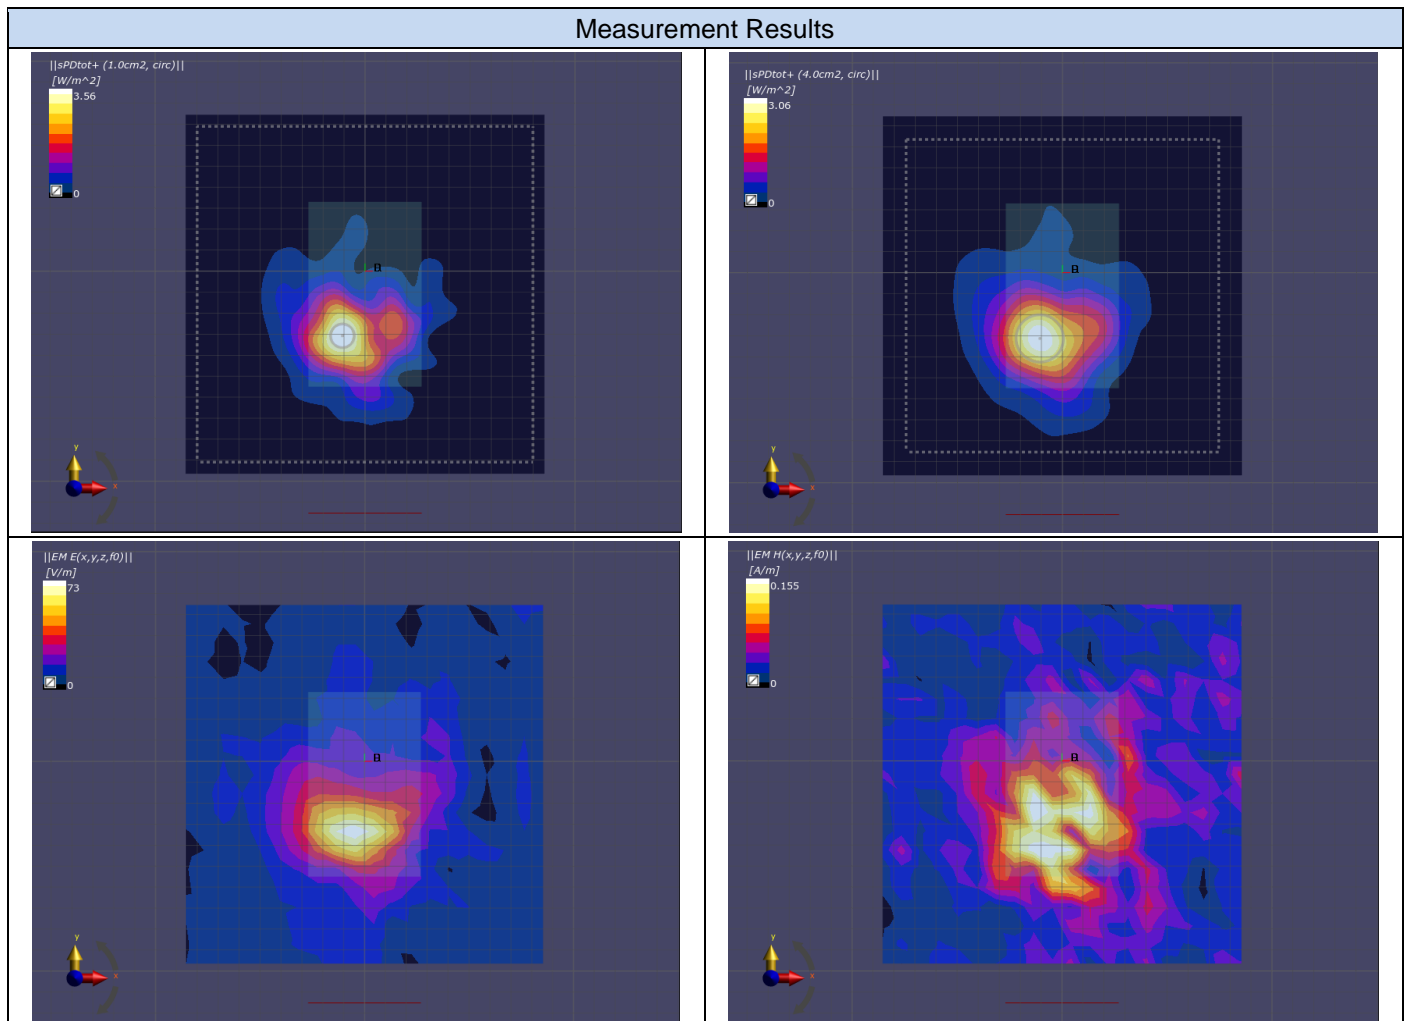 Measurement Results
||sPDtot+ (1.0cm2, circ)||
[W/m^2]
3.56
0
y
x
||sPDtot+ (4.0cm2, circ)||
[W/m^2]
3.06
0
y
x
||EM E(x,y,z,f0)||
[V/m]
73
0
y
x
||EM H(x,y,z,f0)||
[A/m]
0.155
0
y
x